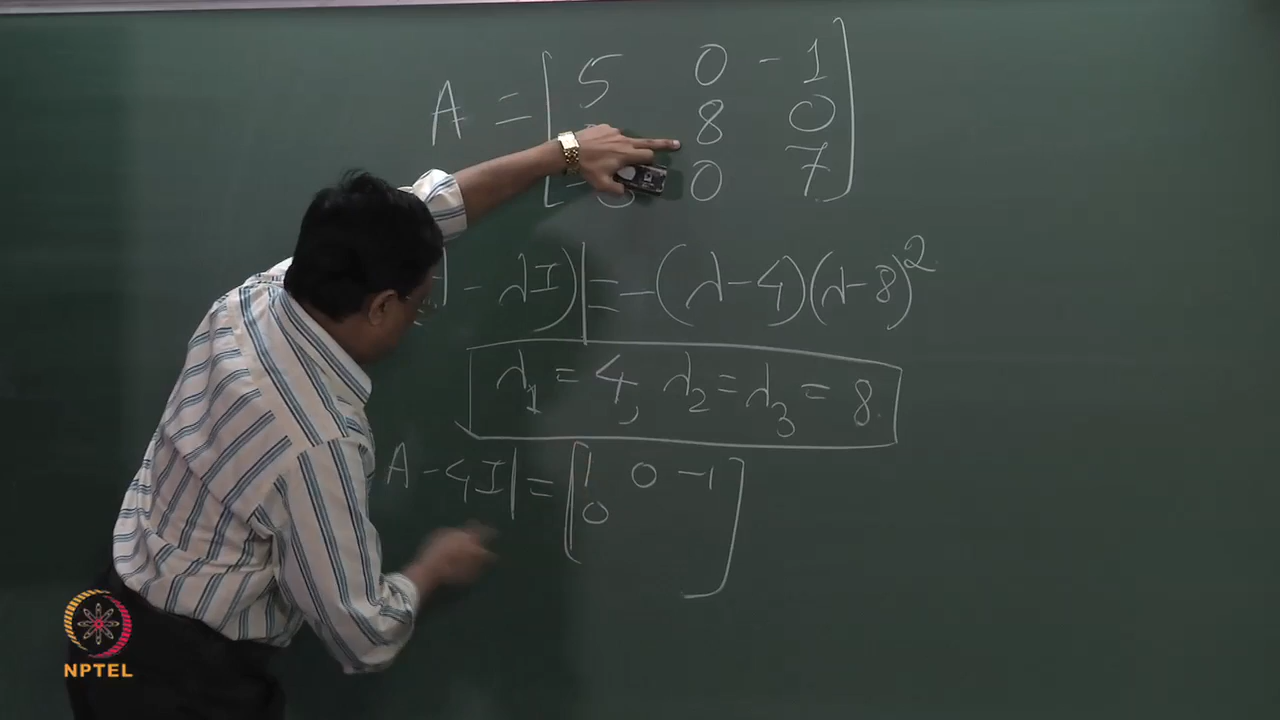 A = [ 5 0 -1
8 0
0 7 ]
- λI)| = -(λ-4)(λ-8)²
λ₁ = 4, λ₂ = λ₃ = 8
A - 4I| = [ 1 0 -1
0 ]
NPTEL